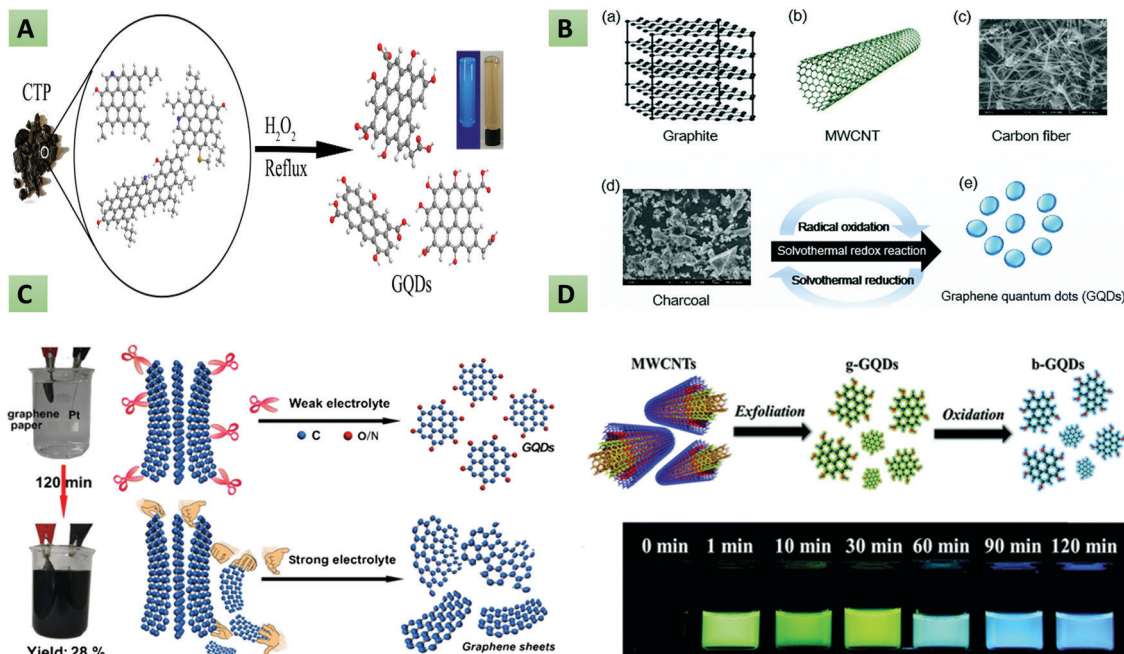 A
CTP
H₂O₂
Reflux
GQDs
B
(a)
(b)
(c)
Graphite
MWCNT
Carbon fiber
(d)
(e)
Radical oxidation
Solvothermal redox reaction
Solvothermal reduction
Charcoal
Graphene quantum dots (GQDs)
C
graphene
paper
Pt
120 min
Yield: 28 %
Weak electrolyte
C
O/N
GQDs
Strong electrolyte
Graphene sheets
D
MWCNTs
g-GQDs
b-GQDs
Exfoliation
Oxidation
0 min 1 min 10 min 30 min 60 min 90 min 120 min